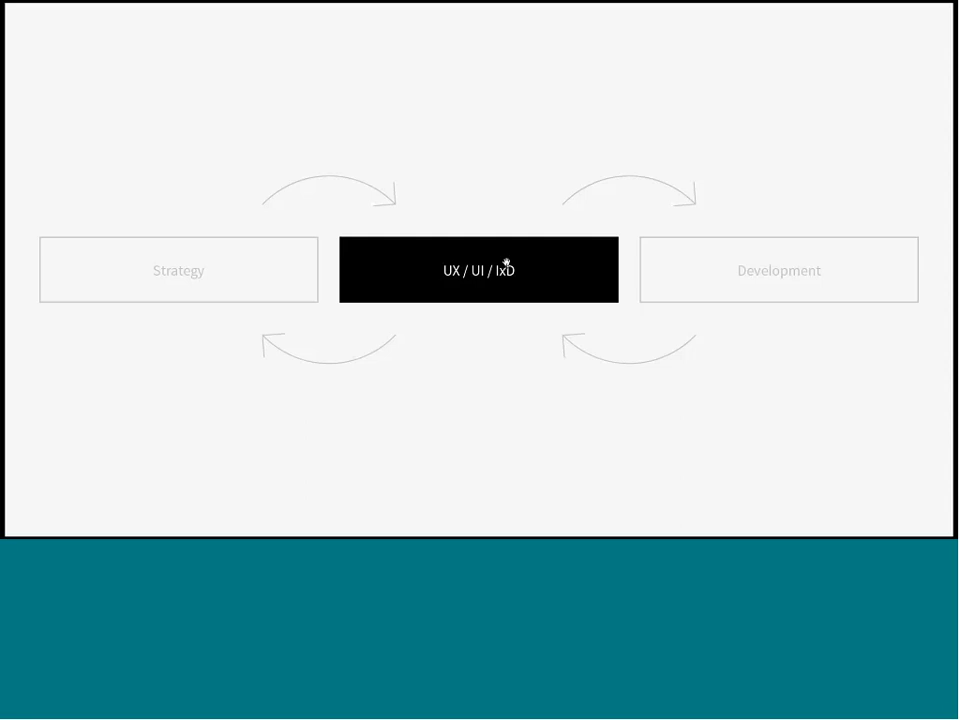 Strategy
UX / UI / IxD
Development